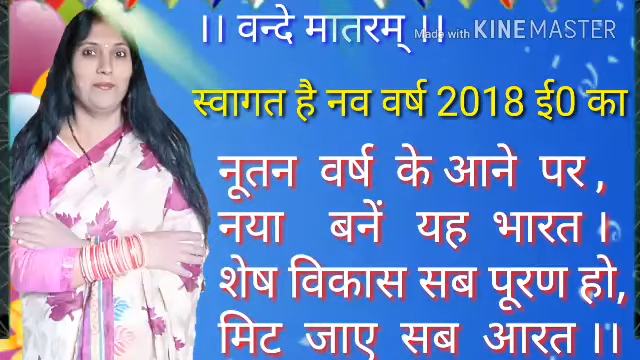 ।। वन्दे मातरम् ।।
Made with KINEMASTER
स्वागत है नव वर्ष 2018 ई0 का
नूतन वर्ष के आने पर ,
नया बनें यह भारत ।
शेष विकास सब पूरण हो,
मिट जाए सब आरत ।।